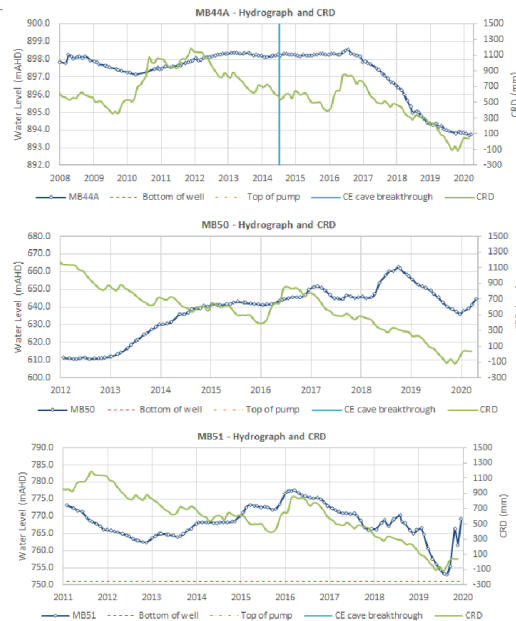 MB44A - Hydrograph and CRD
900.0 1500
898.0 1300
1100
896.0 900
700
894.0 500
300
892.0 100
-100
-300
Water Level (mAHD)
CRD (mm)
2008 2009 2010 2011 2012 2013 2014 2015 2016 2017 2018 2019 2020
MB44A Bottom of well Top of pump CE cave breakthrough CRD
MB50 - Hydrograph and CRD
680.0 1500
670.0 1300
660.0 1100
650.0 900
640.0 700
630.0 500
620.0 300
610.0 100
600.0 -100
-300
Water Level (mAHD)
2012 2013 2014 2015 2016 2017 2018 2019 2020
MB50 Bottom of well Top of pump CE cave breakthrough CRD
MB51 - Hydrograph and CRD
790.0 1500
785.0 1300
780.0 1100
775.0 900
770.0 700
765.0 500
760.0 300
755.0 100
750.0 -100
-300
Water Level (mAHD)
CRD (mm)
2011 2012 2013 2014 2015 2016 2017 2018 2019 2020
MB51 Bottom of well Top of pump CE cave breakthrough CRD